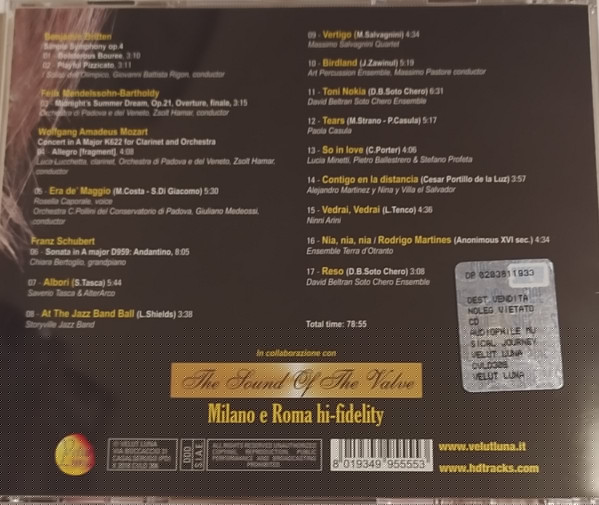 Benjamin Britten
Simple Symphony op.4
01 - Boisterous Bouree, 3:10
02 - Playful Pizzicato, 3:11
I Solisti dell'Olimpico, Giovanni Battista Rigon, conductor
Felix Mendelssohn-Bartholdy
03 - Midnight's Summer Dream, Op.21, Overture, finale, 3:15
Orchestra di Padova e del Veneto, Zsolt Hamar, conductor
Wolfgang Amadeus Mozart
Concert in A Major K622 for Clarinet and Orchestra
04 - Allegro [fragment], 4:08
Luca Lucchetta, clarinet, Orchestra di Padova e del Veneto, Zsolt Hamar,
conductor
05 - Era de' Maggio (M.Costa - S.Di Giacomo) 5:30
Rosella Caporale, voice
Orchestra C.Pollini del Conservatorio di Padova, Giuliano Medeossi,
conductor
Franz Schubert
06 - Sonata in A major D959: Andantino, 8:05
Chiara Bertoglio, grandpiano
07 - Albori (S.Tasca) 5:44
Saverio Tasca & AlterArco
08 - At The Jazz Band Ball (L.Shields) 3:38
Storyville Jazz Band
09 - Vertigo (M.Salvagnini) 4:34
Massimo Salvagnini Quartet
10 - Birdland (J.Zawinul) 5:19
Art Percussion Ensemble, Massimo Pastore conductor
11 - Toni Nokia (D.B.Soto Chero) 6:31
David Beltran Soto Chero Ensemble
12 - Tears (M.Strano - P.Casula) 5:17
Paola Casula
13 - So in love (C.Porter) 4:06
Lucia Minetti, Pietro Ballestrero & Stefano Profeta
14 - Contigo en la distancia (Cesar Portillo de la Luz) 3:57
Alejandro Martinez y Nina y Villa el Salvador
15 - Vedrai, Vedrai (L.Tenco) 4:36
Ninni Arini
16 - Nia, nia, nia / Rodrigo Martines (Anonimous XVI sec.) 4:34
Ensemble Terra d'Otranto
17 - Reso (D.B.Soto Chero) 3:08
David Beltran Soto Chero Ensemble
Total time: 78:55
DP 0283811933
DEST VENDITA
NOLEG VIETATO
CD
AUDIOPHILE MU
SICAL JOURNEY
VELUT LUNA
CVLD306
VELUT LUNA
In collaborazione con
The Sound Of The Valve
Milano e Roma hi-fidelity
Velut Luna
© VELUT LUNA
VIA BOCCACCIO 31
CASALSERUGO (PD)
DDD
S.I.A.E.
ALL RIGHTS RESERVED UNAUTHORIZED
COPYING, REPRODUCTION, PUBLIC
PERFORMANCE AND BROADCASTING
PROHIBITED.
8 019349 955553
www.velutluna.it
www.hdtracks.com